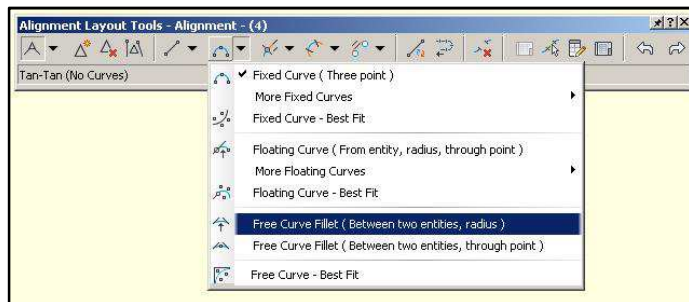 Alignment Layout Tools - Alignment - (4)
Tan-Tan (No Curves)
Fixed Curve ( Three point )
More Fixed Curves
Fixed Curve - Best Fit
Floating Curve ( From entity, radius, through point )
More Floating Curves
Floating Curve - Best Fit
Free Curve Fillet ( Between two entities, radius )
Free Curve Fillet ( Between two entities, through point )
Free Curve - Best Fit